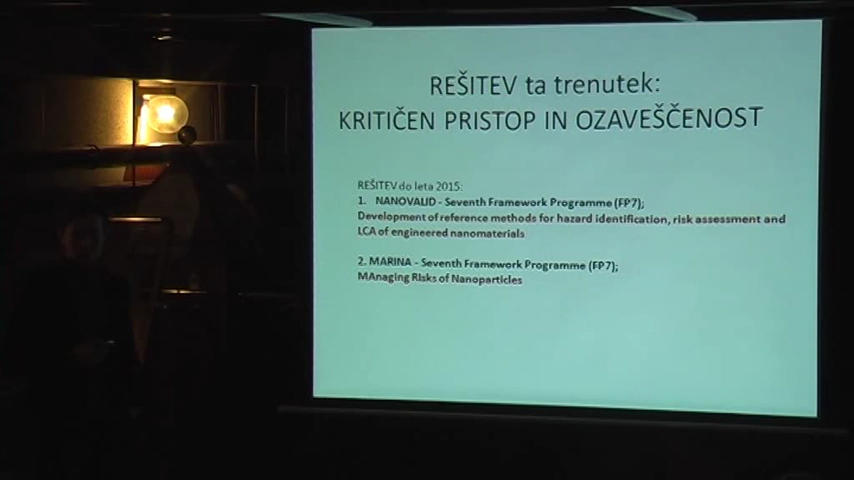 REŠITEV ta trenutek:
KRITIČEN PRISTOP IN OZAVEŠČENOST
REŠITEV do leta 2015:
1. NANOVALID - Seventh Framework Programme (FP7);
Development of reference methods for hazard identification, risk assessment and
LCA of engineered nanomaterials
2. MARINA - Seventh Framework Programme (FP7);
MAnaging RIsks of Nanoparticles